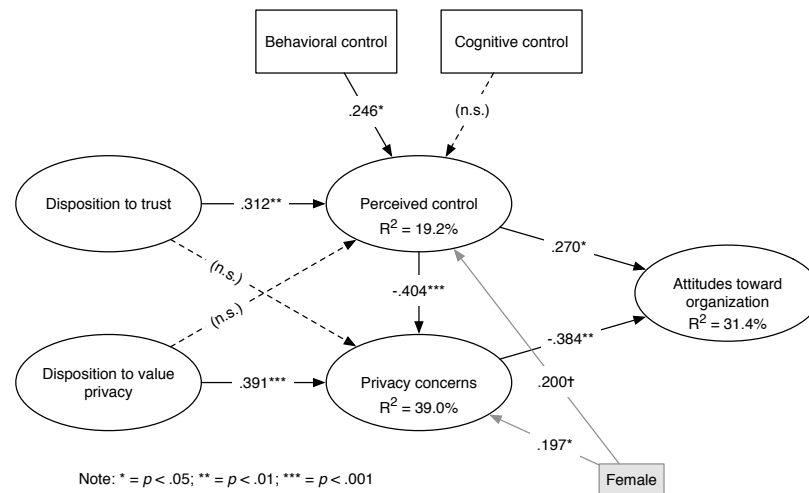 Behavioral control
Cognitive control
.246*
(n.s.)
Disposition to trust
.312**
Perceived control
R² = 19.2%
(n.s.)
.270*
Attitudes toward
organization
R² = 31.4%
(n.s.)
-.404***
-.384**
Disposition to value
privacy
.391***
Privacy concerns
R² = 39.0%
.200†
.197*
Female
Note: * = p < .05; ** = p < .01; *** = p < .001